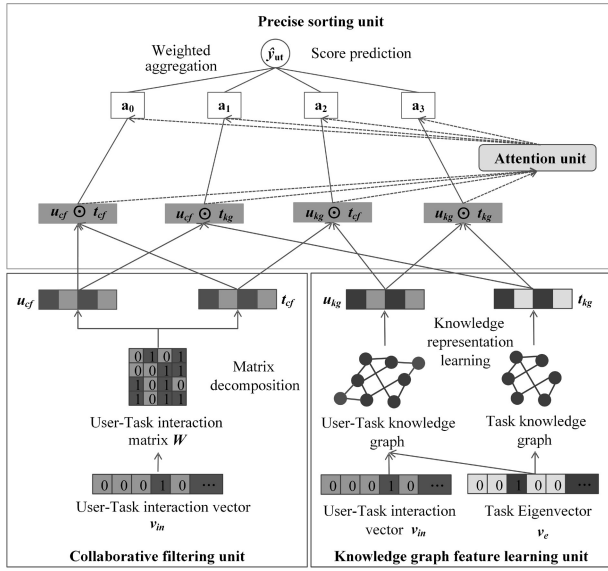 Precise sorting unit
Weighted
aggregation
ŷut
Score prediction
a0
a1
a2
a3
Attention unit
ucf ⊙ tcf
ucf ⊙ tkg
ukg ⊙ tcf
ukg ⊙ tkg
ucf
tcf
ukg
tkg
0 1 0 1
0 0 1 1
0 1 1 0
1 0 1 1
Matrix
decomposition
User-Task interaction
matrix W
0 0 0 1 0 ···
User-Task interaction vector
vin
Collaborative filtering unit
Knowledge
representation
learning
User-Task knowledge
graph
Task knowledge
graph
0 0 0 1 0 ···
User-Task interaction
vector vin
0 0 1 0 0 ···
Task Eigenvector
ve
Knowledge graph feature learning unit